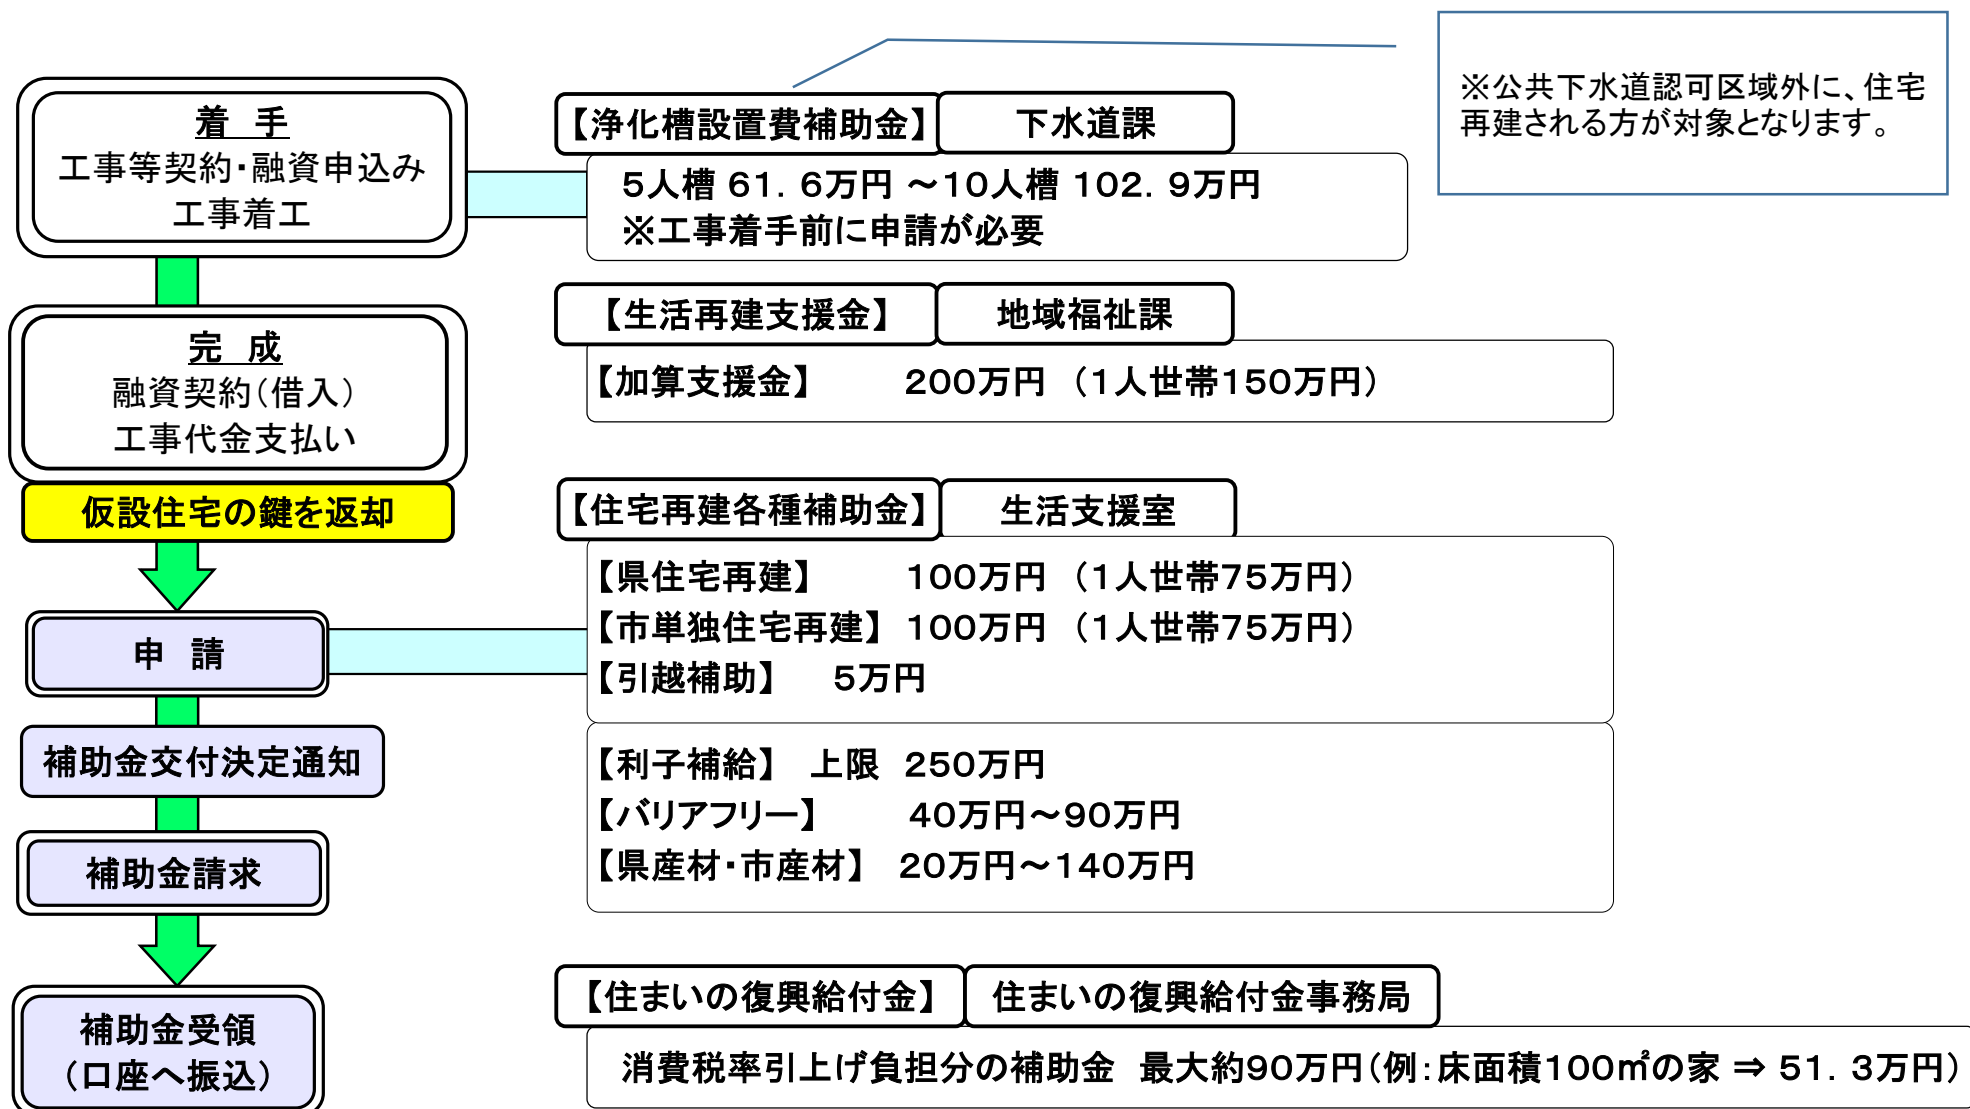 着　手
工事等契約・融資申込み
工事着工
完　成
融資契約（借入）
工事代金支払い
仮設住宅の鍵を返却
申　請
補助金交付決定通知
補助金請求
補助金受領
（口座へ振込）
※公共下水道認可区域外に、住宅
再建される方が対象となります。
【浄化槽設置費補助金】　下水道課
５人槽 ６１．６万円 ～１０人槽 １０２．９万円
※工事着手前に申請が必要
【生活再建支援金】　地域福祉課
【加算支援金】　２００万円 （１人世帯１５０万円）
【住宅再建各種補助金】　生活支援室
【県住宅再建】　１００万円 （１人世帯７５万円）
【市単独住宅再建】 １００万円 （１人世帯７５万円）
【引越補助】　５万円
【利子補給】　上限　２５０万円
【バリアフリー】　４０万円～９０万円
【県産材・市産材】　２０万円～１４０万円
【住まいの復興給付金】　住まいの復興給付金事務局
消費税率引上げ負担分の補助金　最大約９０万円（例：床面積１００㎡の家 ⇒ ５１．３万円）